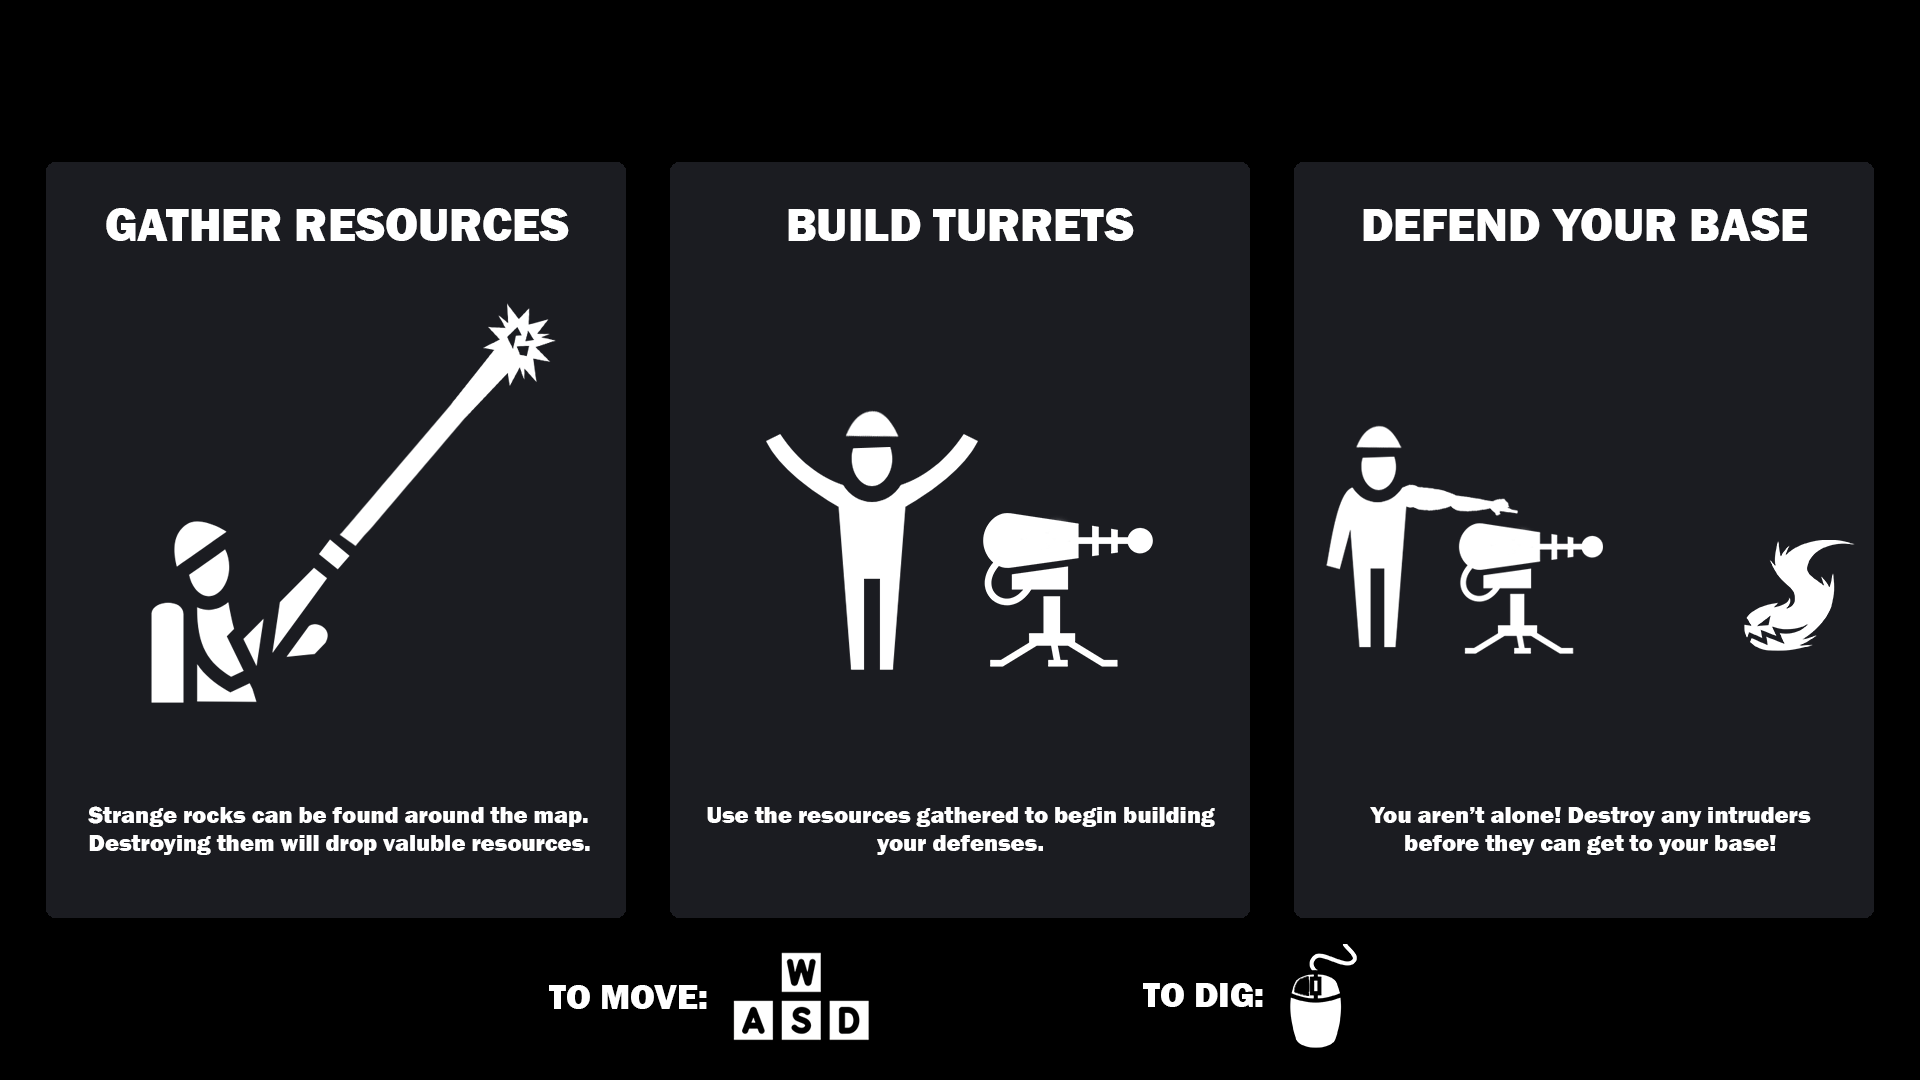 GATHER RESOURCES
Strange rocks can be found around the map.
Destroying them will drop valuble resources.
BUILD TURRETS
Use the resources gathered to begin building
your defenses.
DEFEND YOUR BASE
You aren’t alone! Destroy any intruders
before they can get to your base!
TO MOVE:
W
A S D
TO DIG: